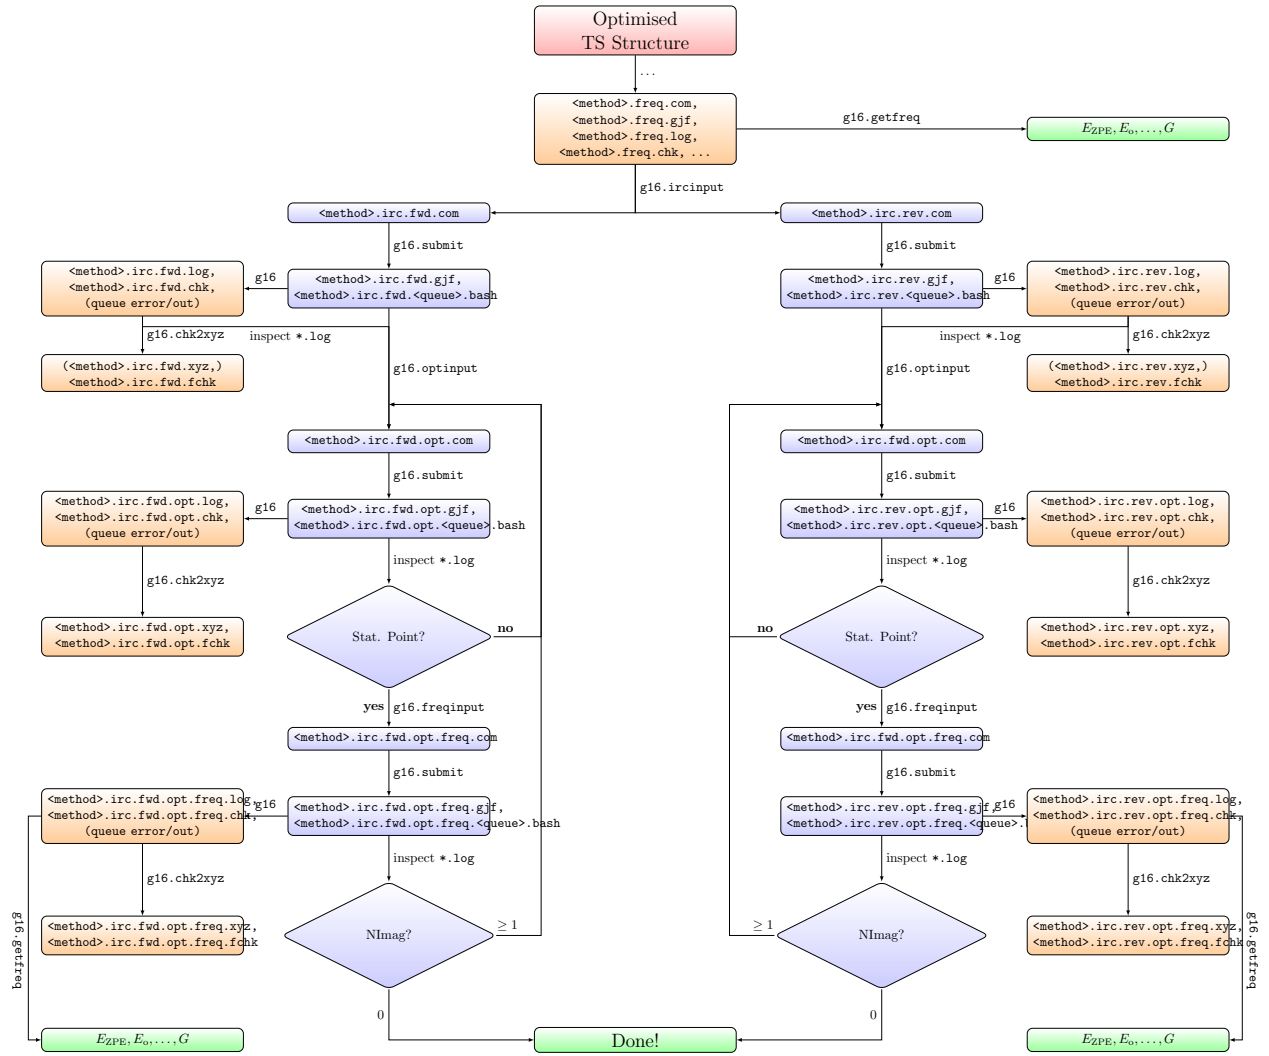 Optimised
TS Structure
...
<method>.freq.com,
<method>.freq.gjf,
<method>.freq.log,
<method>.freq.chk, ...
g16.getfreq
E_ZPE, E_o, ..., G
g16.ircinput
<method>.irc.fwd.com
<method>.irc.rev.com
g16.submit
g16.submit
<method>.irc.fwd.log,
<method>.irc.fwd.chk,
(queue error/out)
g16
<method>.irc.fwd.gjf,
<method>.irc.fwd.<queue>.bash
<method>.irc.rev.gjf,
<method>.irc.rev.<queue>.bash
g16
<method>.irc.rev.log,
<method>.irc.rev.chk,
(queue error/out)
g16.chk2xyz
inspect *.log
inspect *.log
g16.chk2xyz
(<method>.irc.fwd.xyz,)
<method>.irc.fwd.fchk
g16.optinput
g16.optinput
(<method>.irc.rev.xyz,)
<method>.irc.rev.fchk
<method>.irc.fwd.opt.com
<method>.irc.fwd.opt.com
g16.submit
g16.submit
<method>.irc.fwd.opt.log,
<method>.irc.fwd.opt.chk,
(queue error/out)
g16
<method>.irc.fwd.opt.gjf,
<method>.irc.fwd.opt.<queue>.bash
<method>.irc.rev.opt.gjf,
<method>.irc.rev.opt.<queue>.bash
g16
<method>.irc.rev.opt.log,
<method>.irc.rev.opt.chk,
(queue error/out)
inspect *.log
inspect *.log
g16.chk2xyz
g16.chk2xyz
<method>.irc.fwd.opt.xyz,
<method>.irc.fwd.opt.fchk
Stat. Point?
no
no
Stat. Point?
<method>.irc.rev.opt.xyz,
<method>.irc.rev.opt.fchk
yes g16.freqinput
yes g16.freqinput
<method>.irc.fwd.opt.freq.com
<method>.irc.fwd.opt.freq.com
g16.submit
g16.submit
<method>.irc.fwd.opt.freq.log,
<method>.irc.fwd.opt.freq.chk,
(queue error/out)
g16
<method>.irc.fwd.opt.freq.gjf,
<method>.irc.fwd.opt.freq.<queue>.bash
<method>.irc.rev.opt.freq.gjf,
<method>.irc.rev.opt.freq.<queue>.
g16
<method>.irc.rev.opt.freq.log,
<method>.irc.rev.opt.freq.chk,
(queue error/out)
inspect *.log
inspect *.log
g16.chk2xyz
g16.chk2xyz
g16.getfreq
<method>.irc.fwd.opt.freq.xyz,
<method>.irc.fwd.opt.freq.fchk
NImag?
≥ 1
≥ 1
NImag?
<method>.irc.rev.opt.freq.xyz,
<method>.irc.rev.opt.freq.fchk
g16.getfreq
0
0
E_ZPE, E_o, ..., G
Done!
E_ZPE, E_o, ..., G